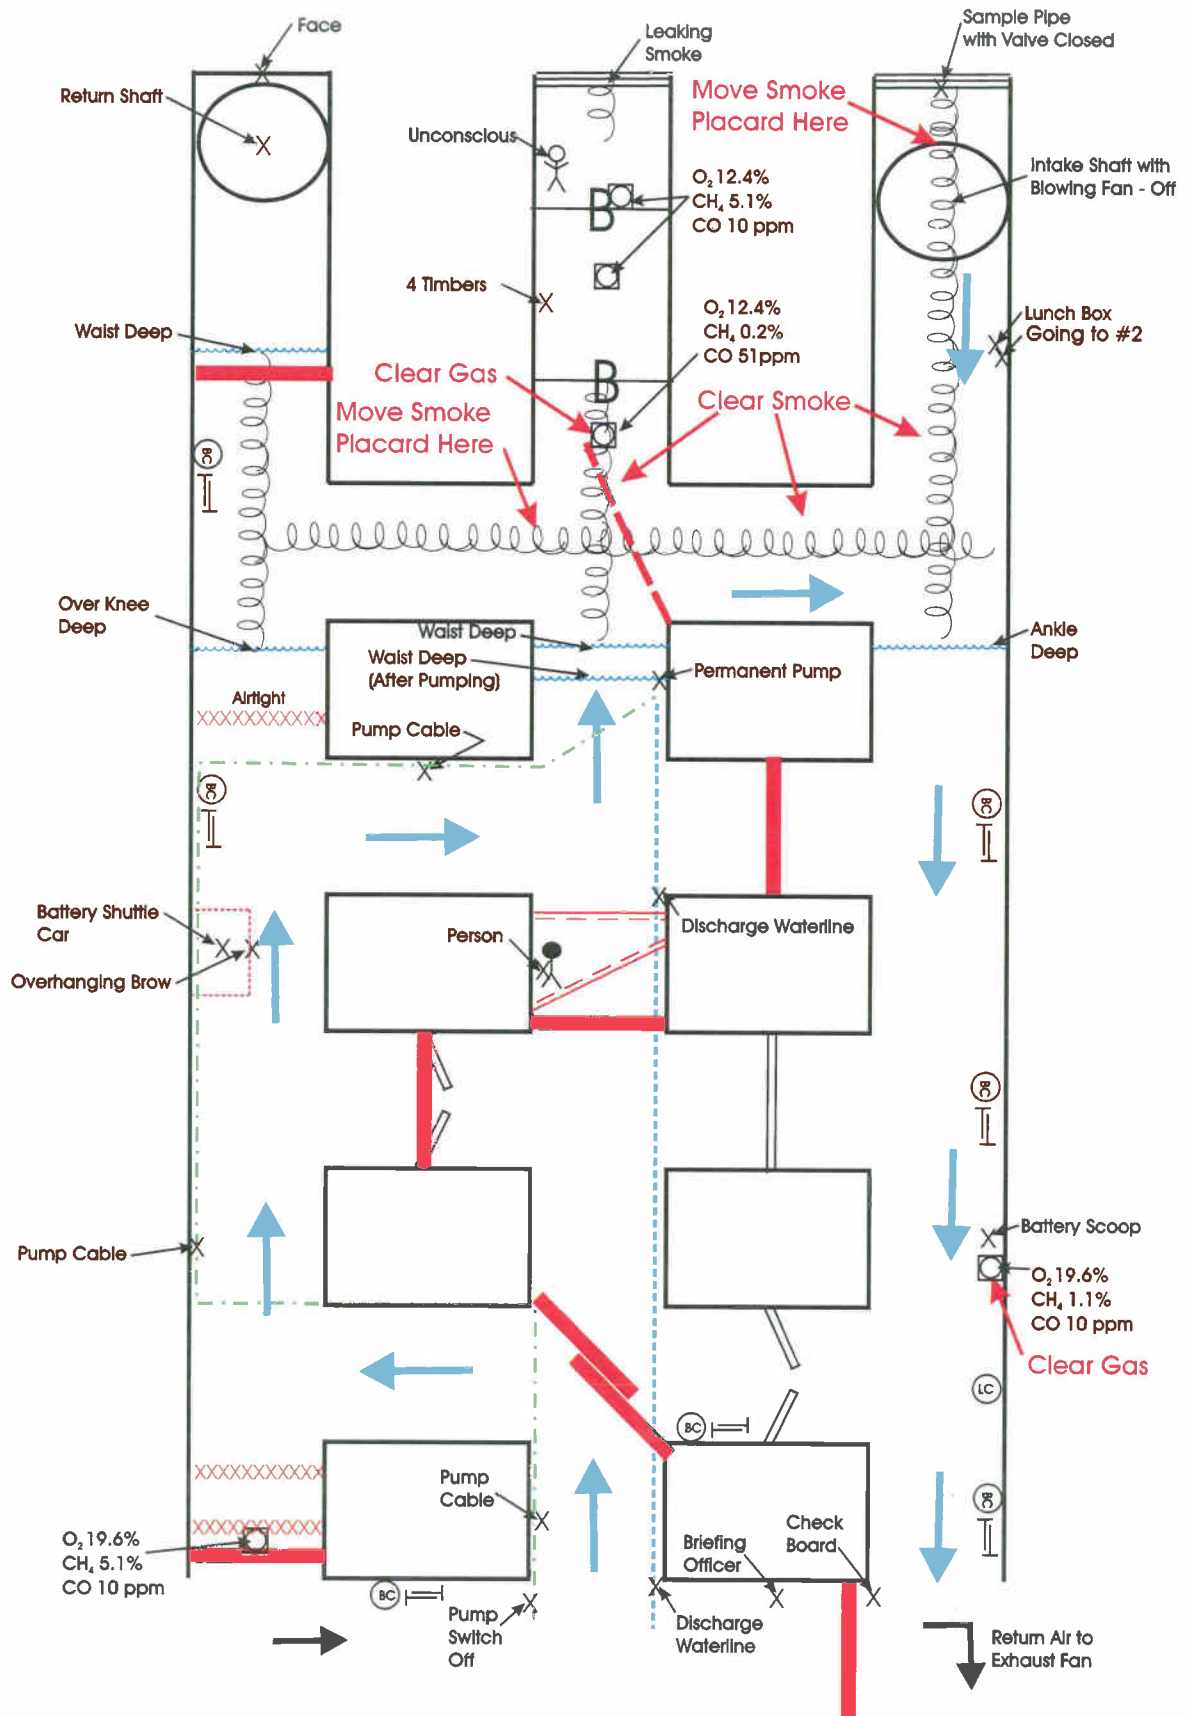 Face
Sample Pipe
with Valve Closed
Leaking
Smoke
Return Shaft
Move Smoke
Placard Here
Unconscious
O₂ 12.4%
CH₄ 5.1%
CO 10 ppm
Intake Shaft with
Blowing Fan - Off
B
4 Timbers
O₂ 12.4%
CH₄ 0.2%
CO 51ppm
Lunch Box
Going to #2
Waist Deep
Clear Gas
B
Clear Smoke
Move Smoke
Placard Here
BC
Over Knee
Deep
Waist Deep
Ankle
Deep
Waist Deep
(After Pumping)
Permanent Pump
Airtight
XXXXXXXXXXX
Pump Cable
BC
BC
Battery Shuttle
Car
Discharge Waterline
Person
Overhanging Brow
BC
Battery Scoop
Pump Cable
O₂ 19.6%
CH₄ 1.1%
CO 10 ppm
Clear Gas
LC
BC
XXXXXXXXXXX
Pump
Cable
BC
XXXXXXXXXXX
Check
Board
O₂ 19.6%
CH₄ 5.1%
CO 10 ppm
Briefing
Officer
BC
Pump
Switch
Off
Discharge
Waterline
Return Air to
Exhaust Fan